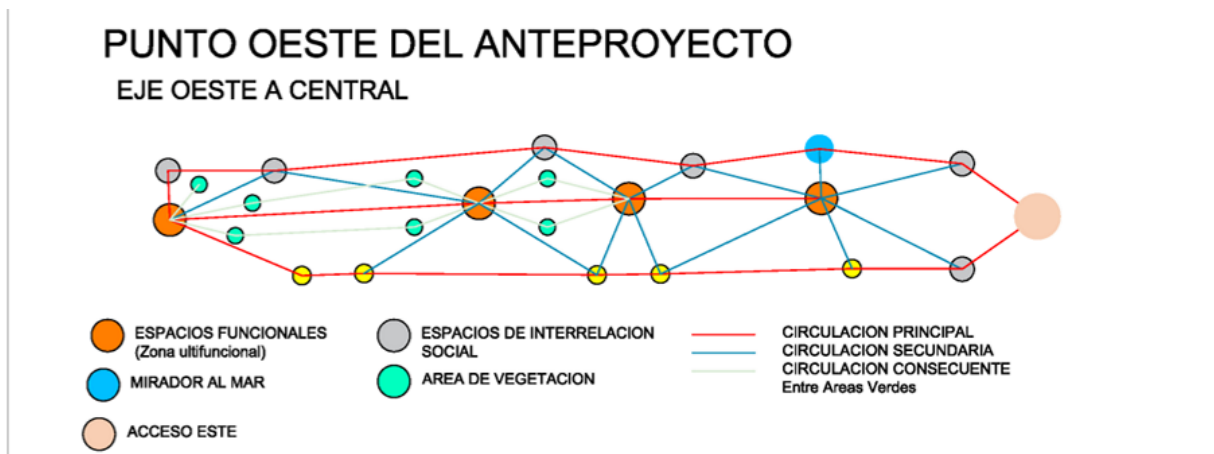 PUNTO OESTE DEL ANTEPROYECTO
EJE OESTE A CENTRAL
ESPACIOS FUNCIONALES
(Zona ultifuncional)
MIRADOR AL MAR
ACCESO ESTE
ESPACIOS DE INTERRELACION
SOCIAL
AREA DE VEGETACION
CIRCULACION PRINCIPAL
CIRCULACION SECUNDARIA
CIRCULACION CONSECUENTE
Entre Areas Verdes